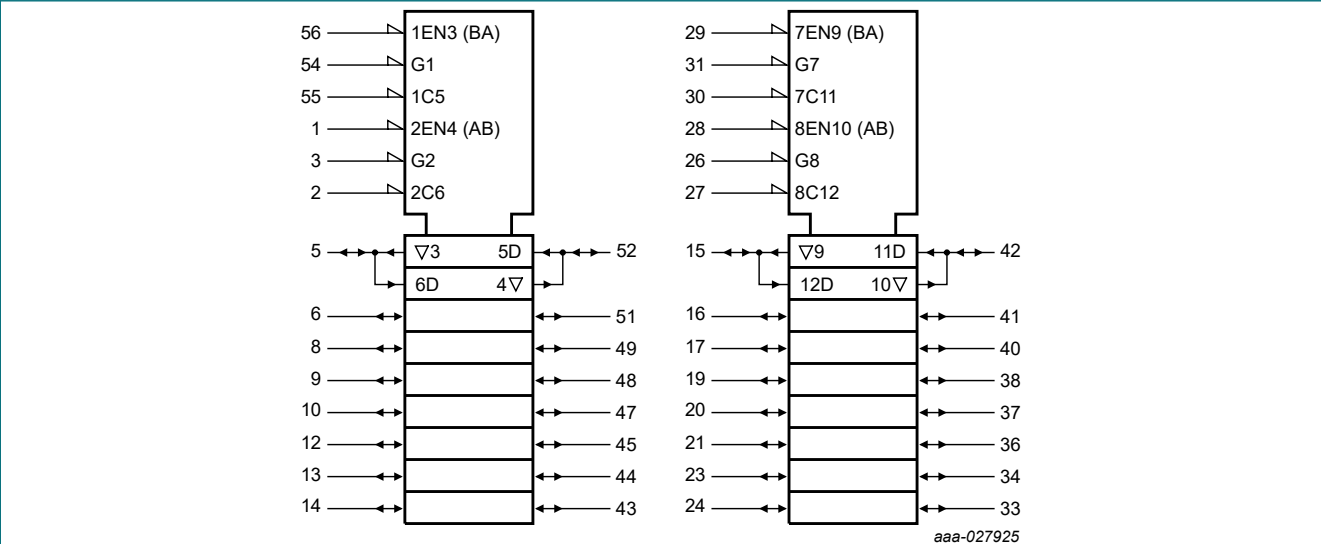 56 1EN3 (BA)
54 G1
55 1C5
1 2EN4 (AB)
3 G2
2 2C6
5 ▽3 5D 52
6D 4▽
6 51
8 49
9 48
10 47
12 45
13 44
14 43
29 7EN9 (BA)
31 G7
30 7C11
28 8EN10 (AB)
26 G8
27 8C12
15 ▽9 11D 42
12D 10▽
16 41
17 40
19 38
20 37
21 36
23 34
24 33
aaa-027925